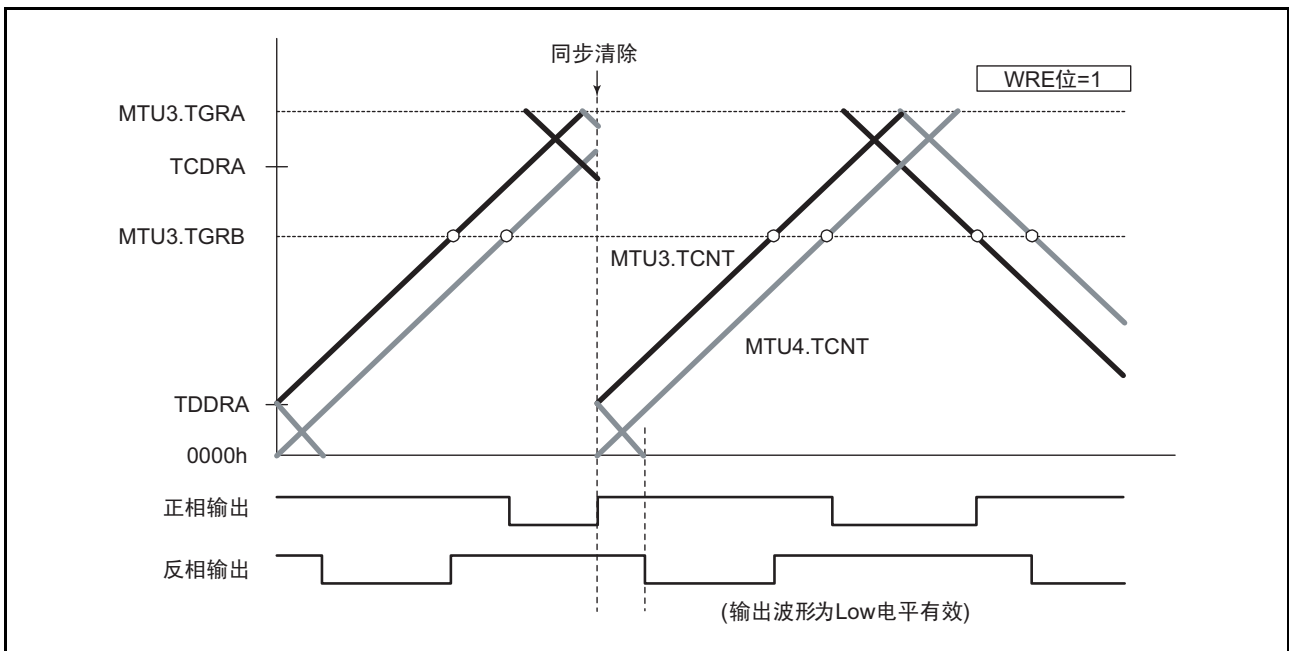 同步清除
WRE位=1
MTU3.TGRA
TCDRA
MTU3.TGRB
MTU3.TCNT
MTU4.TCNT
TDDRA
0000h
正相输出
反相输出
(输出波形为Low电平有效)